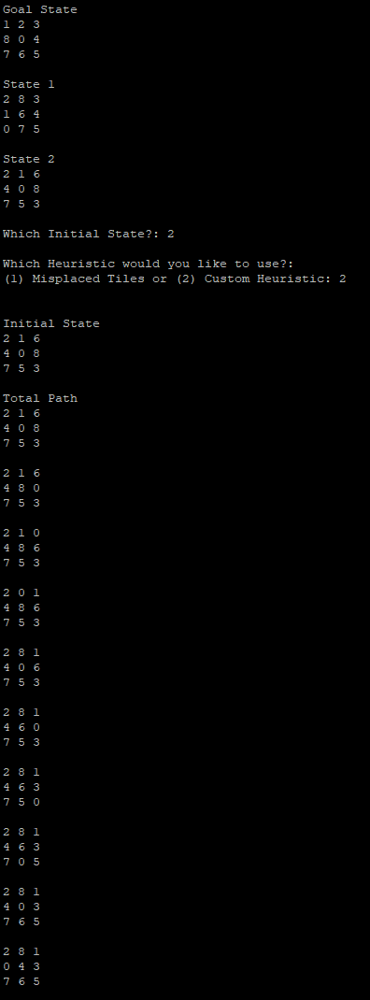 Goal State
1 2 3
8 0 4
7 6 5
State 1
2 8 3
1 6 4
0 7 5
State 2
2 1 6
4 0 8
7 5 3
Which Initial State?: 2
Which Heuristic would you like to use?:
(1) Misplaced Tiles or (2) Custom Heuristic: 2
Initial State
2 1 6
4 0 8
7 5 3
Total Path
2 1 6
4 0 8
7 5 3
2 1 6
4 8 0
7 5 3
2 1 0
4 8 6
7 5 3
2 0 1
4 8 6
7 5 3
2 8 1
4 0 6
7 5 3
2 8 1
4 6 0
7 5 3
2 8 1
4 6 3
7 5 0
2 8 1
4 6 3
7 0 5
2 8 1
4 0 3
7 6 5
2 8 1
0 4 3
7 6 5